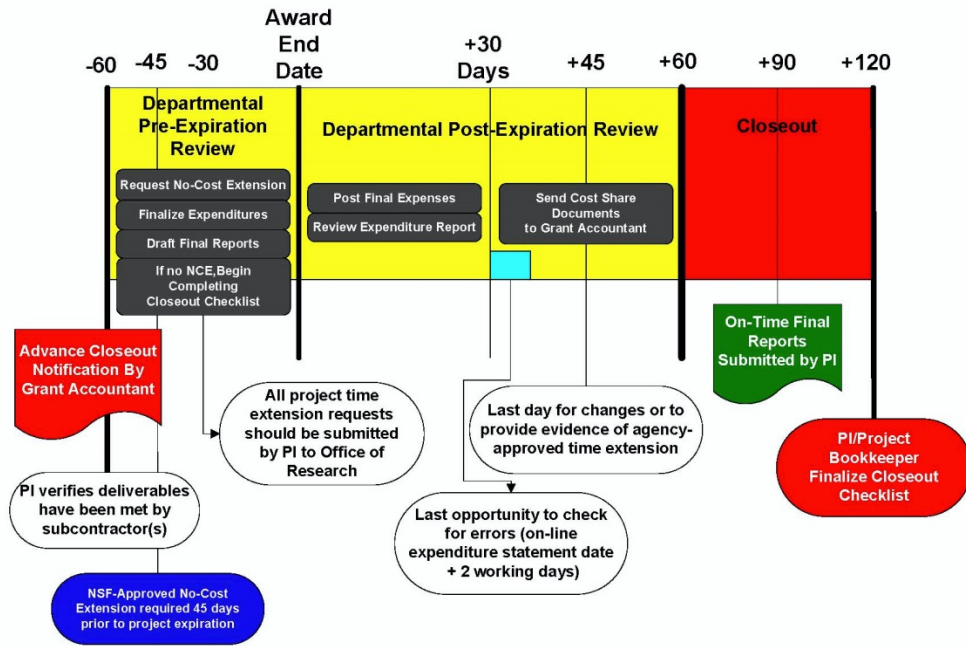 Award
End
Date
+30
Days
-60
-45
-30
+45
+60
+90
+120
Departmental
Pre-Expiration
Review
Departmental Post-Expiration Review
Closeout
Request No-Cost Extension
Finalize Expenditures
Draft Final Reports
If no NCE,Begin
Completing
Closeout Checklist
Post Final Expenses
Review Expenditure Report
Send Cost Share
Documents
to Grant Accountant
Advance Closeout
Notification By
Grant Accountant
On-Time Final
Reports
Submitted by PI
All project time
extension requests
should be submitted
by PI to Office of
Research
Last day for changes or to
provide evidence of agency-
approved time extension
PI/Project
Bookkeeper
Finalize Closeout
Checklist
PI verifies deliverables
have been met by
subcontractor(s)
Last opportunity to check
for errors (on-line
expenditure statement date
+ 2 working days)
NSF-Approved No-Cost
Extension required 45 days
prior to project expiration